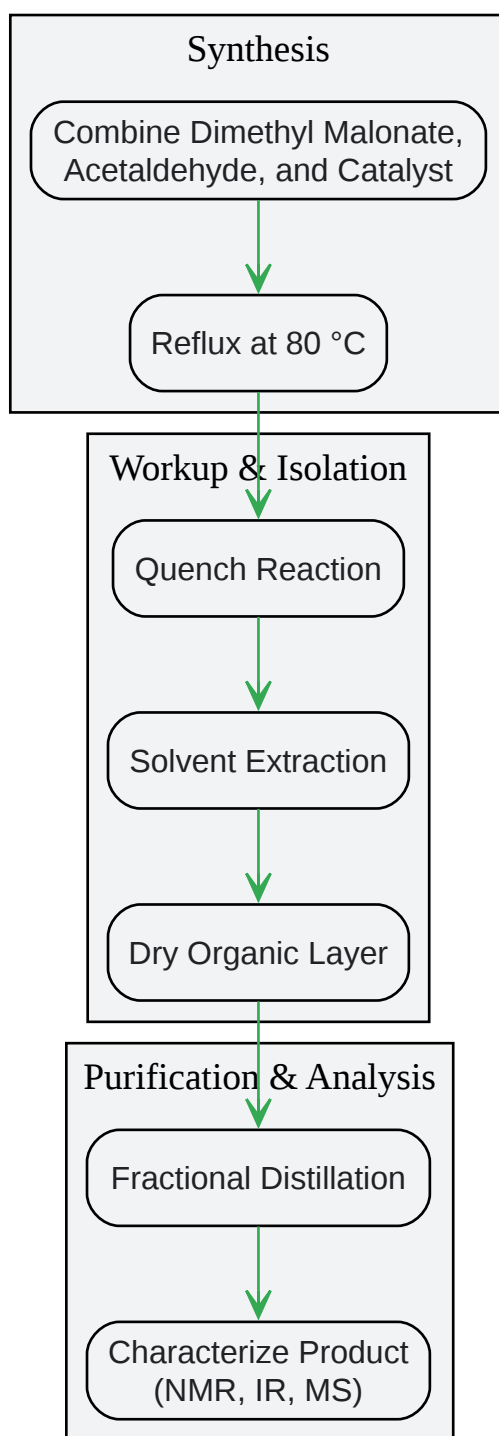 Synthesis
Combine Dimethyl Malonate,
Acetaldehyde, and Catalyst
Reflux at 80 °C
Workup & Isolation
Quench Reaction
Solvent Extraction
Dry Organic Layer
Purification & Analysis
Fractional Distillation
Characterize Product
(NMR, IR, MS)